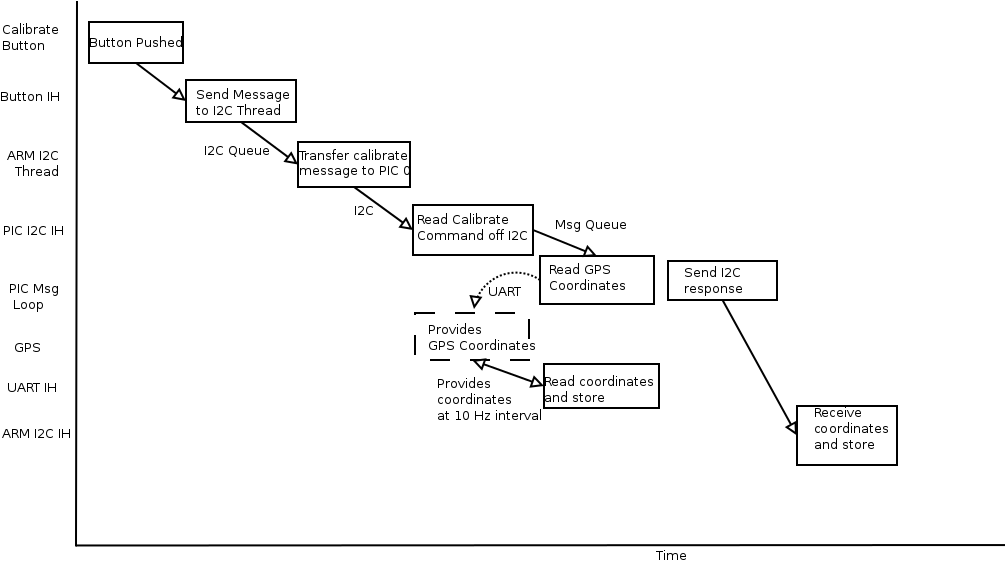 Calibrate
Button
Button Pushed
Button IH
Send Message
to I2C Thread
ARM I2C
Thread
I2C Queue
Transfer calibrate
message to PIC 0
I2C
PIC I2C IH
Read Calibrate
Command off I2C
Msg Queue
PIC Msg
Loop
Read GPS
Coordinates
Send I2C
response
UART
GPS
Provides
GPS Coordinates
UART IH
Provides
coordinates
at 10 Hz interval
Read coordinates
and store
ARM I2C IH
Receive
coordinates
and store
Time